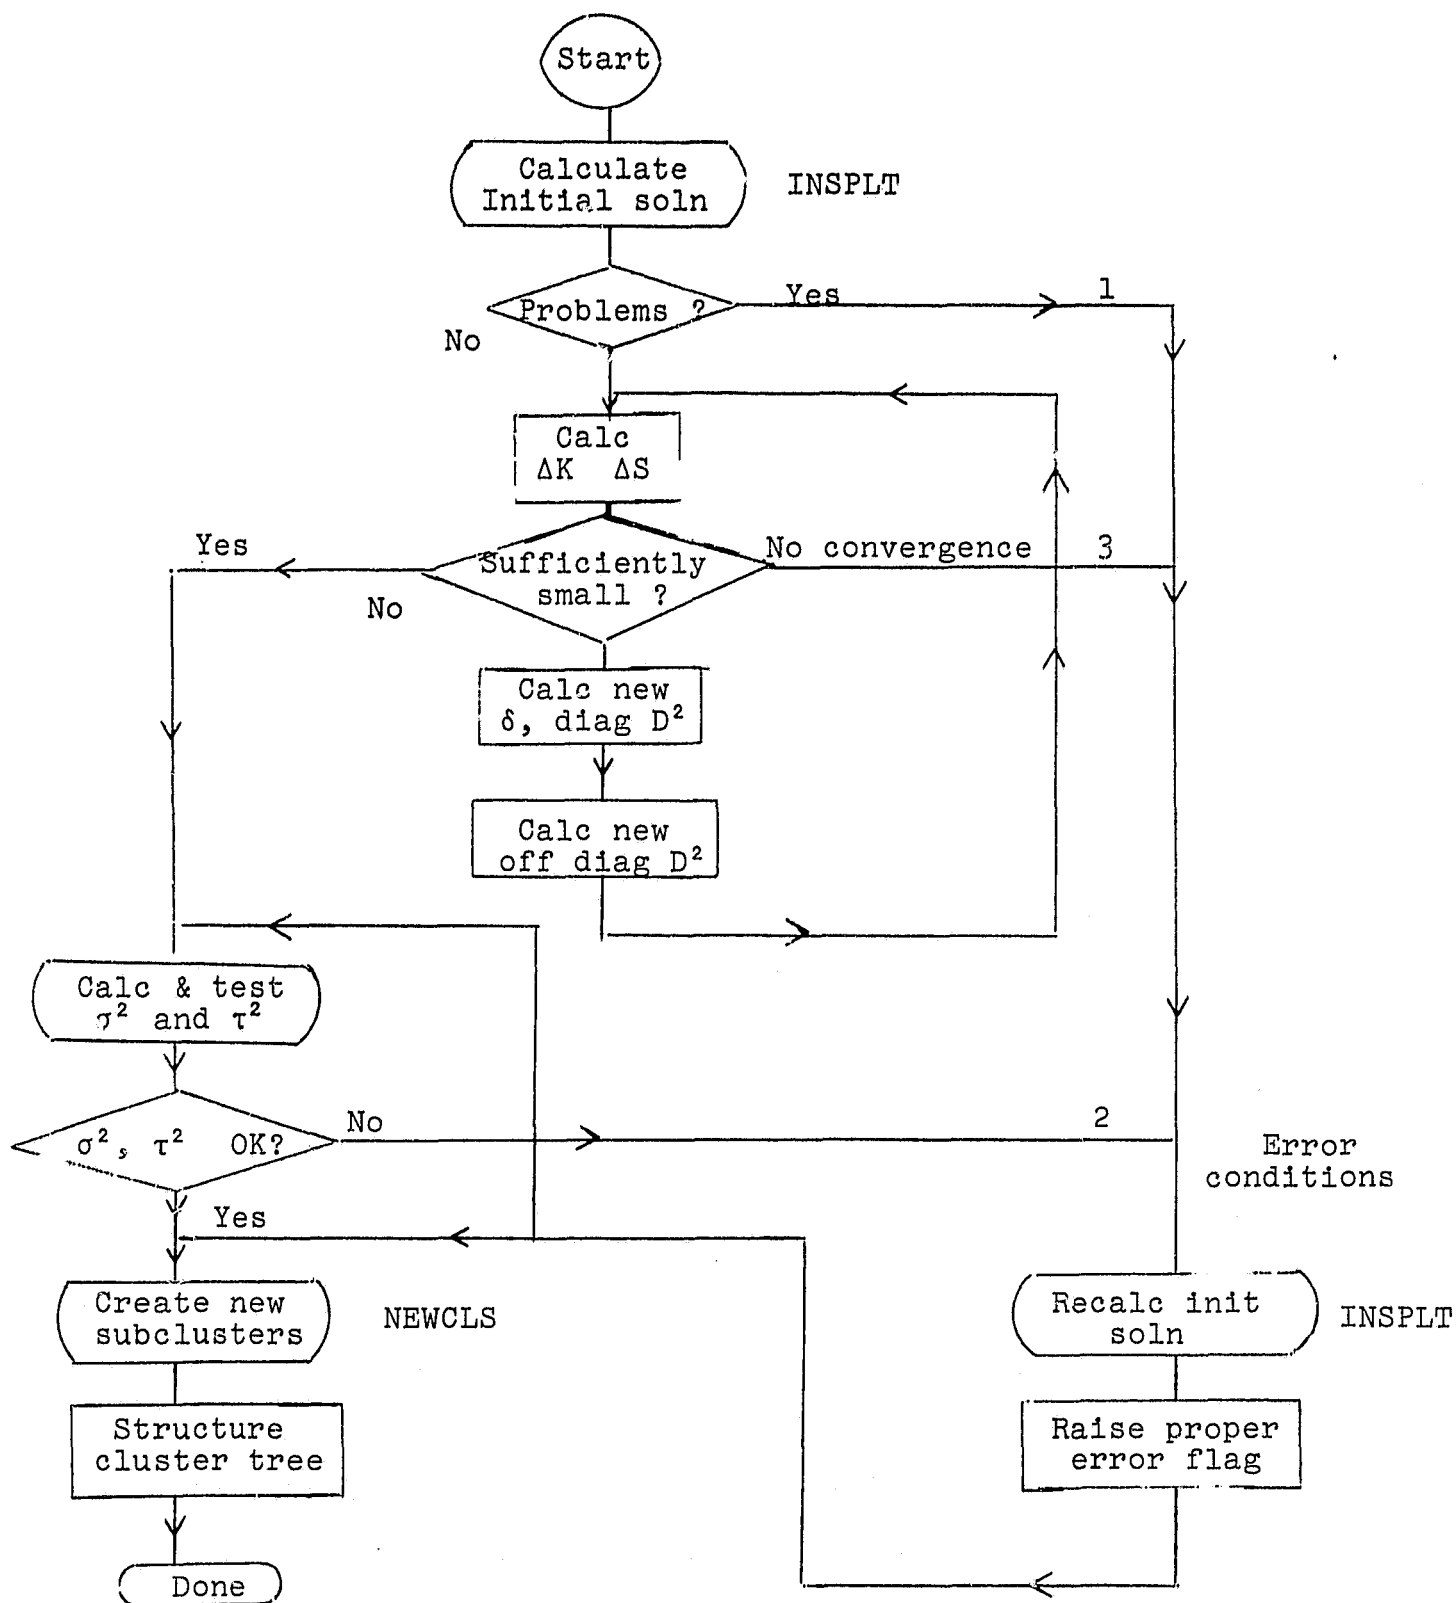 Start
Calculate
Initial soln
INSPLT
Problems ?
Yes
1
No
Calc
ΔK ΔS
Yes
Sufficiently
small ?
No convergence
3
No
Calc new
δ, diag D²
Calc new
off diag D²
Calc & test
σ² and τ²
σ², τ² OK?
No
2
Error
conditions
Yes
Create new
subclusters
NEWCLS
Recalc init
soln
INSPLT
Structure
cluster tree
Raise proper
error flag
Done